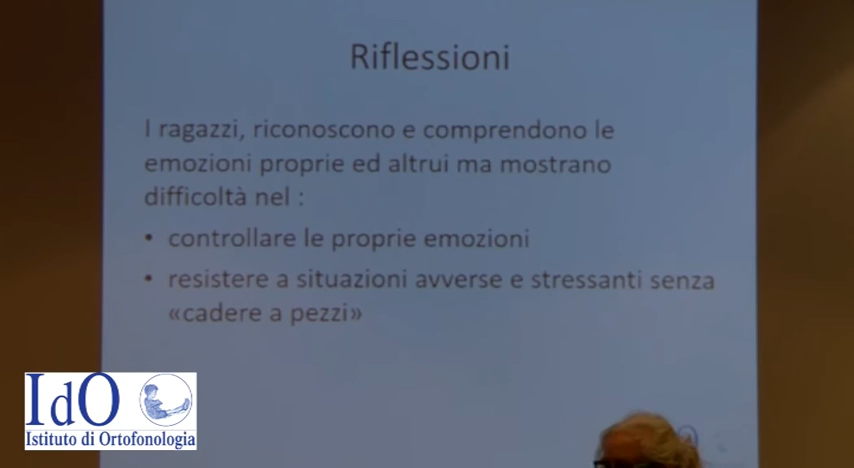 Riflessioni
I ragazzi, riconoscono e comprendono le
emozioni proprie ed altrui ma mostrano
difficoltà nel :
• controllare le proprie emozioni
• resistere a situazioni avverse e stressanti senza
«cadere a pezzi»
IdO
Istituto di Ortofonologia